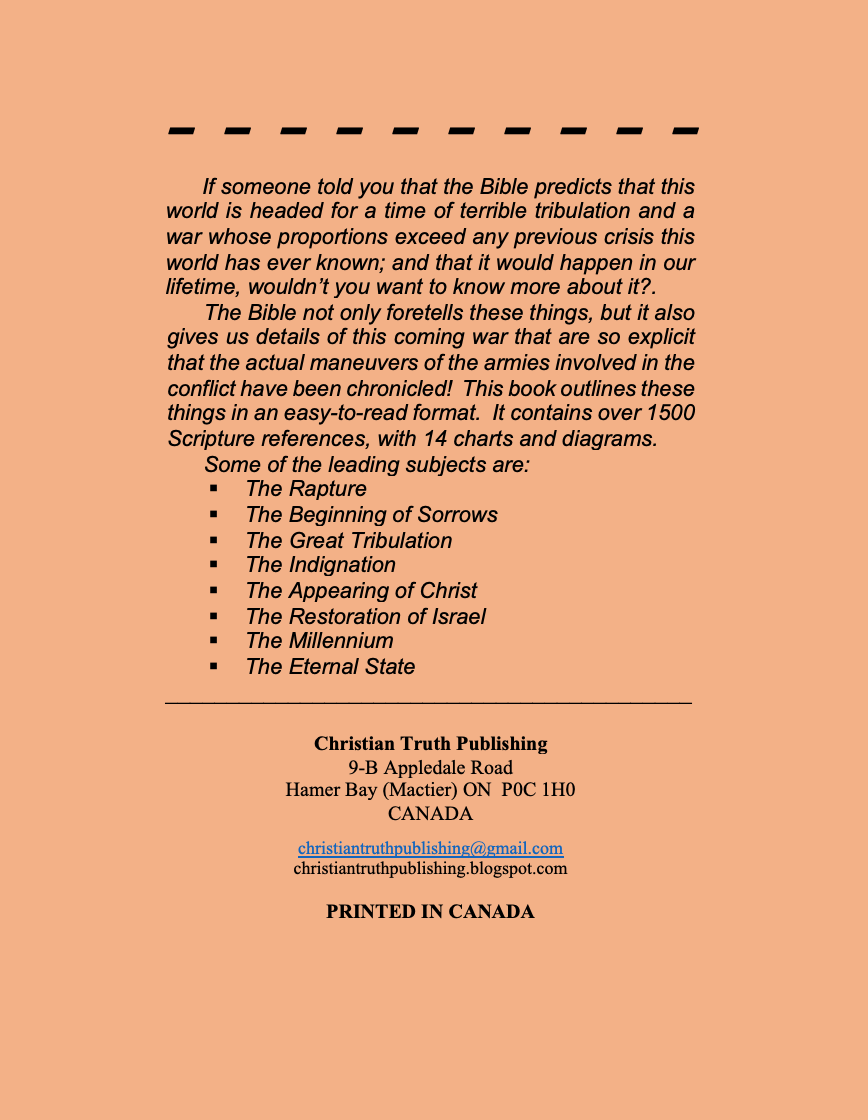 If someone told you that the Bible predicts that this
world is headed for a time of terrible tribulation and a
war whose proportions exceed any previous crisis this
world has ever known; and that it would happen in our
lifetime, wouldn’t you want to know more about it?.
The Bible not only foretells these things, but it also
gives us details of this coming war that are so explicit
that the actual maneuvers of the armies involved in the
conflict have been chronicled!  This book outlines these
things in an easy-to-read format.  It contains over 1500
Scripture references, with 14 charts and diagrams.
Some of the leading subjects are:
▪ The Rapture
▪ The Beginning of Sorrows
▪ The Great Tribulation
▪ The Indignation
▪ The Appearing of Christ
▪ The Restoration of Israel
▪ The Millennium
▪ The Eternal State
Christian Truth Publishing
9-B Appledale Road
Hamer Bay (Mactier) ON  P0C 1H0
CANADA
christiantruthpublishing@gmail.com
christiantruthpublishing.blogspot.com
PRINTED IN CANADA